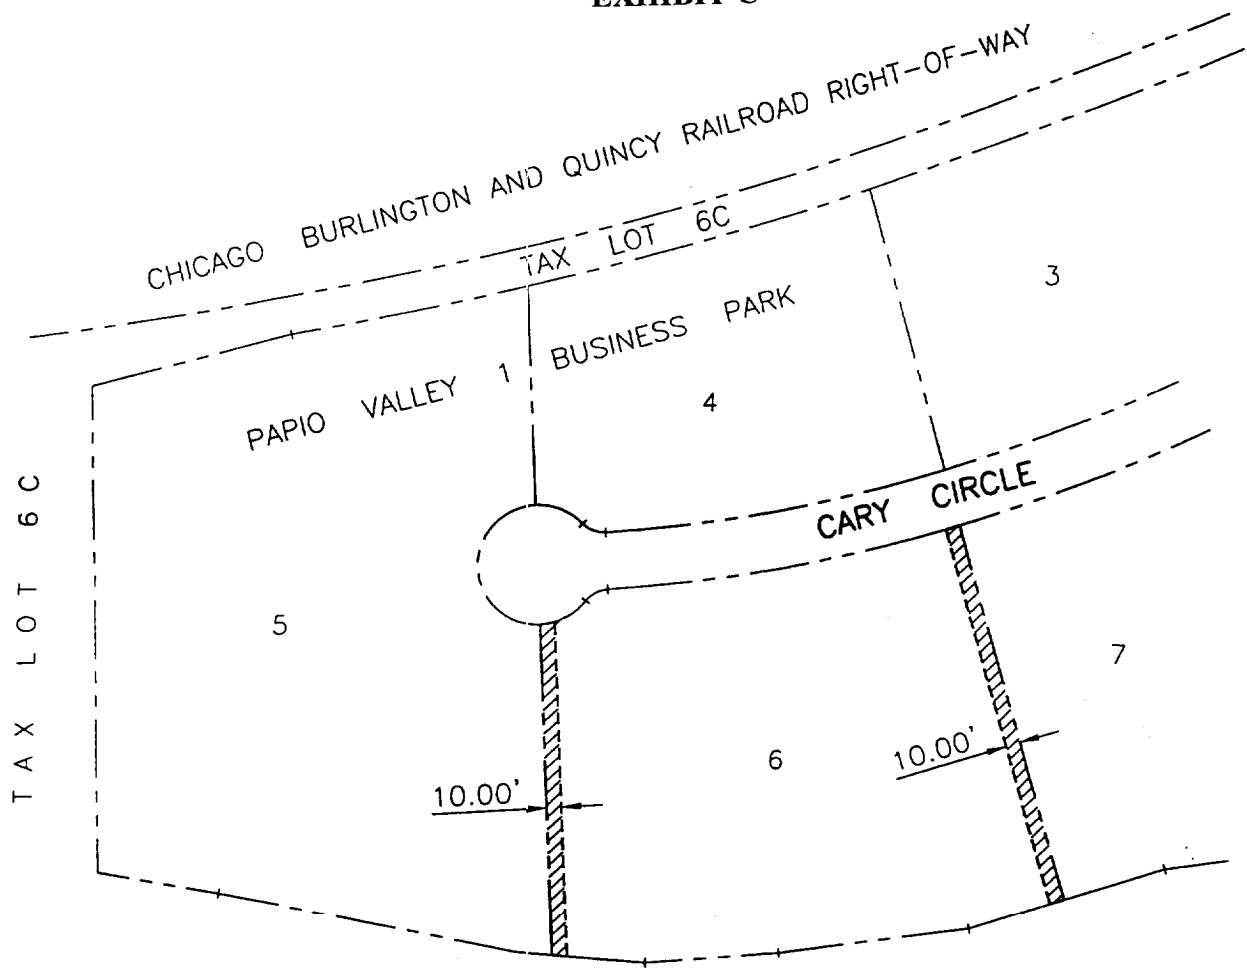 EXHIBIT C
CHICAGO BURLINGTON AND QUINCY RAILROAD RIGHT-OF-WAY
TAX LOT 6C
3
PAPIO VALLEY 1 BUSINESS PARK
4
TAX LOT 6C
CARY CIRCLE
5
7
6
10.00'
10.00'